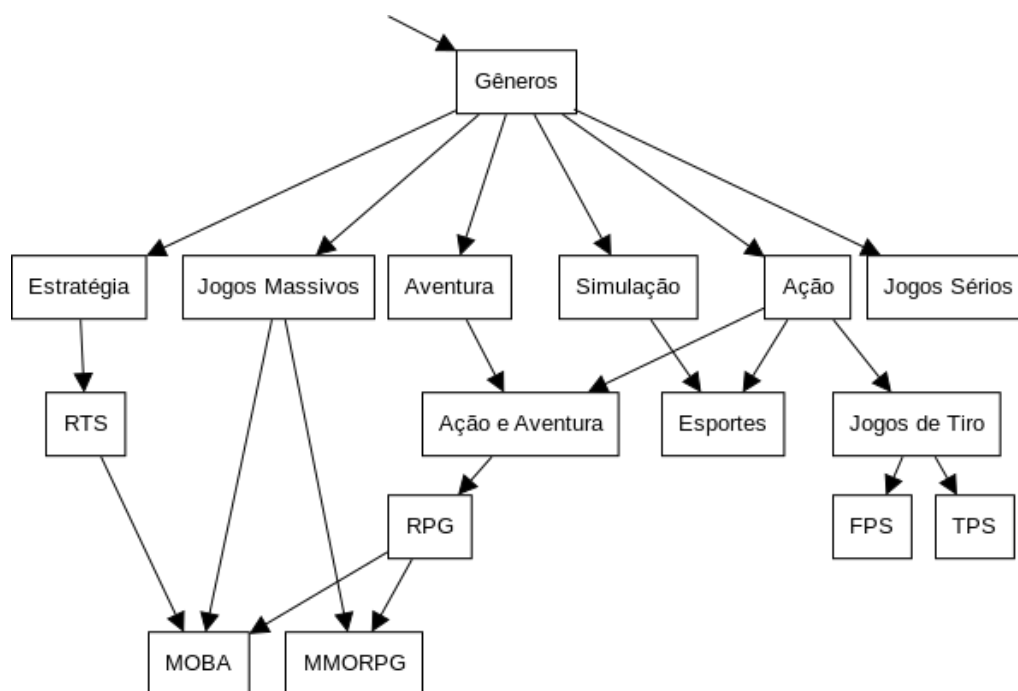 Gêneros
Estratégia
Jogos Massivos
Aventura
Simulação
Ação
Jogos Sérios
RTS
Ação e Aventura
Esportes
Jogos de Tiro
RPG
FPS
TPS
MOBA
MMORPG